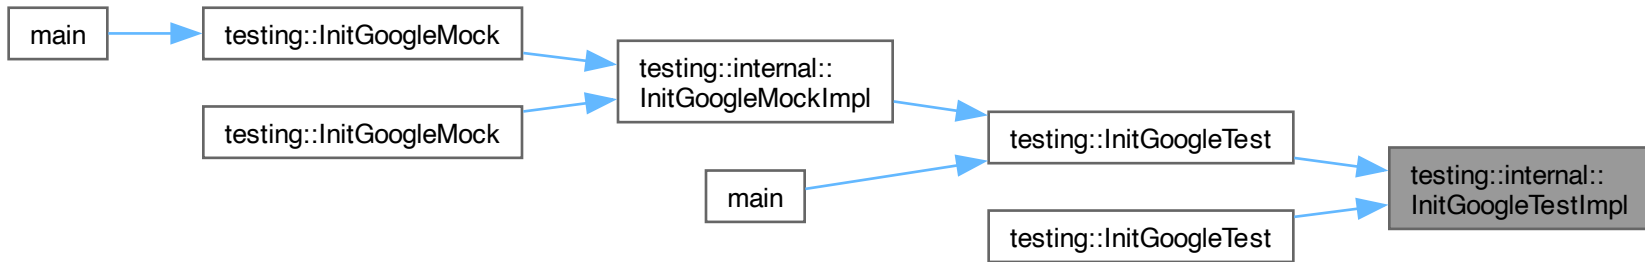 main
testing::InitGoogleMock
testing::InitGoogleMock
testing::internal::
InitGoogleMockImpl
main
testing::InitGoogleTest
testing::InitGoogleTest
testing::internal::
InitGoogleTestImpl